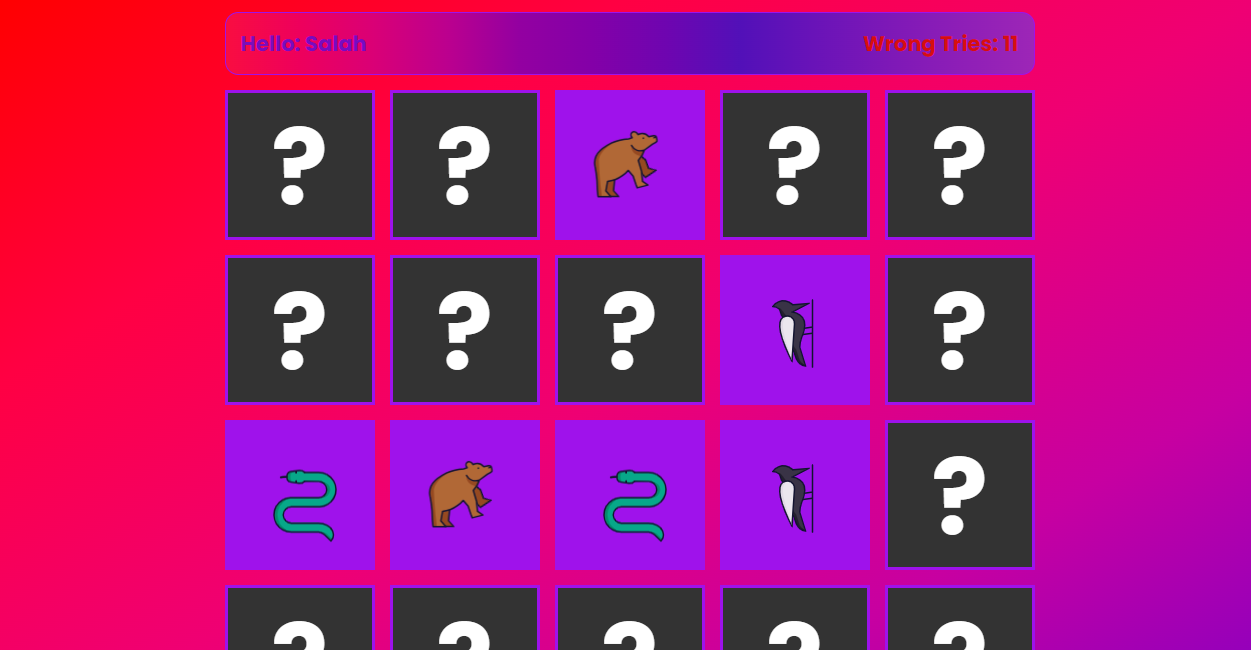 Hello: Salah
Wrong Tries: 11
? ? ? ?
? ? ? ?
?
? ? ? ? ?